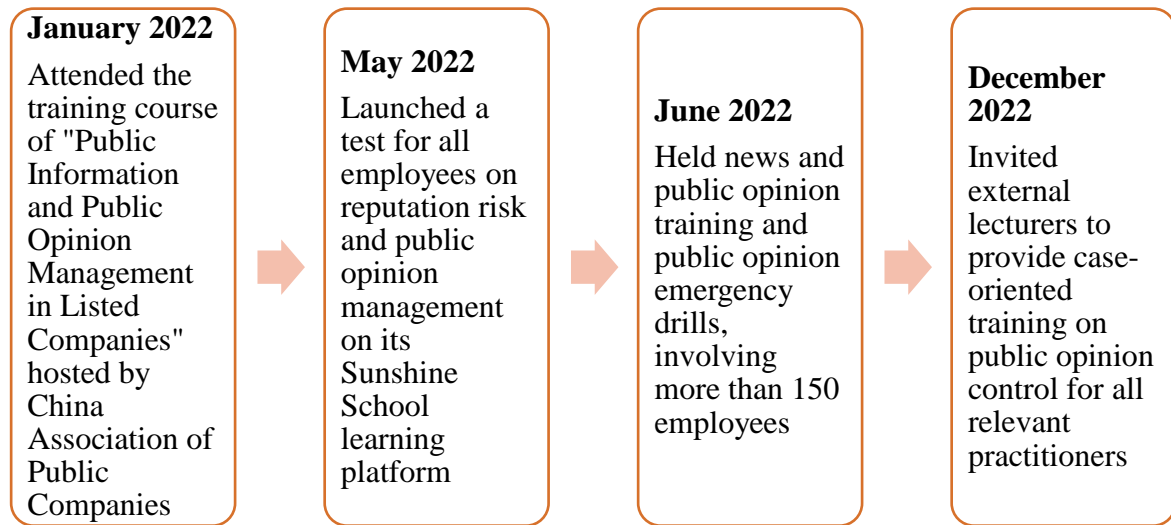 January 2022
Attended the
training course
of "Public
Information
and Public
Opinion
Management
in Listed
Companies"
hosted by
China
Association of
Public
Companies
May 2022
Launched a
test for all
employees on
reputation risk
and public
opinion
management
on its
Sunshine
School
learning
platform
June 2022
Held news and
public opinion
training and
public opinion
emergency
drills,
involving
more than 150
employees
December
2022
Invited
external
lecturers to
provide case-
oriented
training on
public opinion
control for all
relevant
practitioners